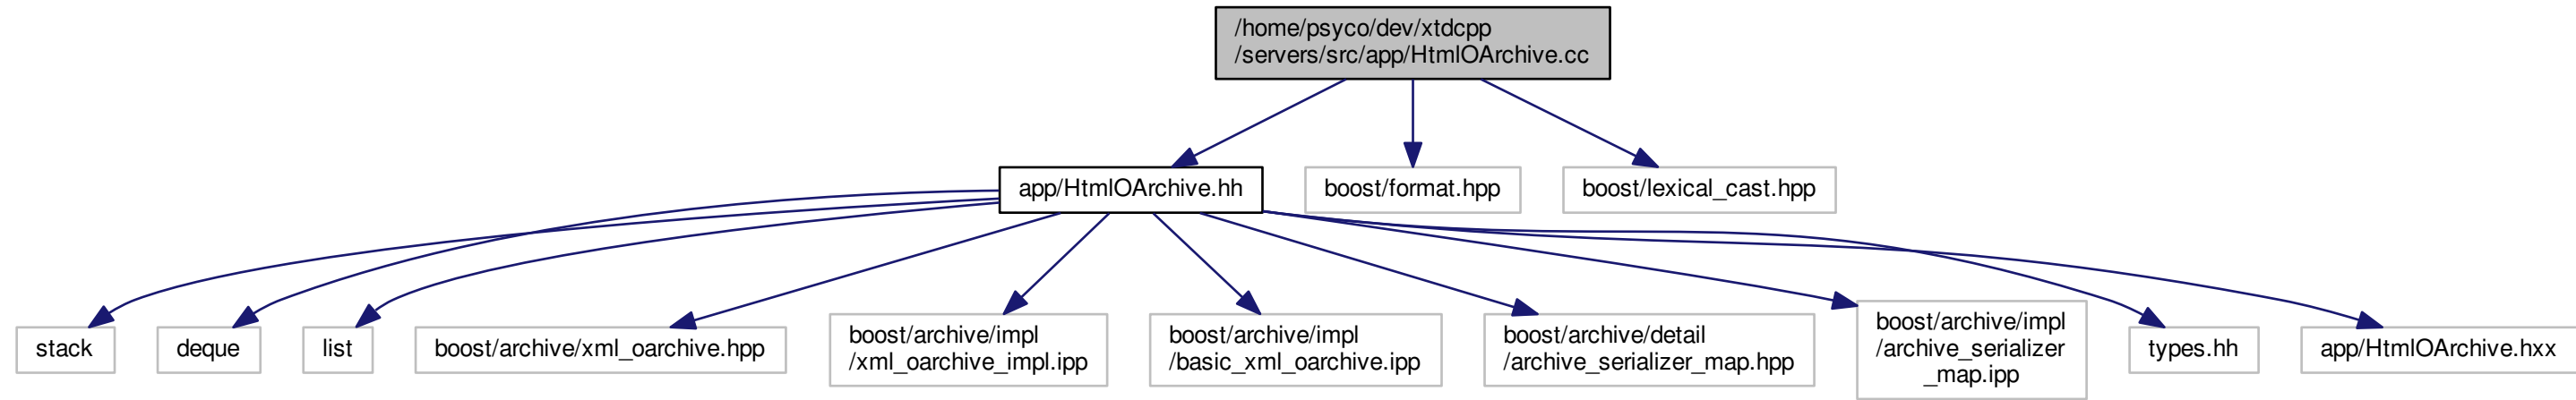 /home/psyco/dev/xtdcpp
/servers/src/app/HtmlOArchive.cc
app/HtmlOArchive.hh
boost/format.hpp
boost/lexical_cast.hpp
stack
deque
list
boost/archive/xml_oarchive.hpp
boost/archive/impl
/xml_oarchive_impl.ipp
boost/archive/impl
/basic_xml_oarchive.ipp
boost/archive/detail
/archive_serializer_map.hpp
boost/archive/impl
/archive_serializer
_map.ipp
types.hh
app/HtmlOArchive.hxx